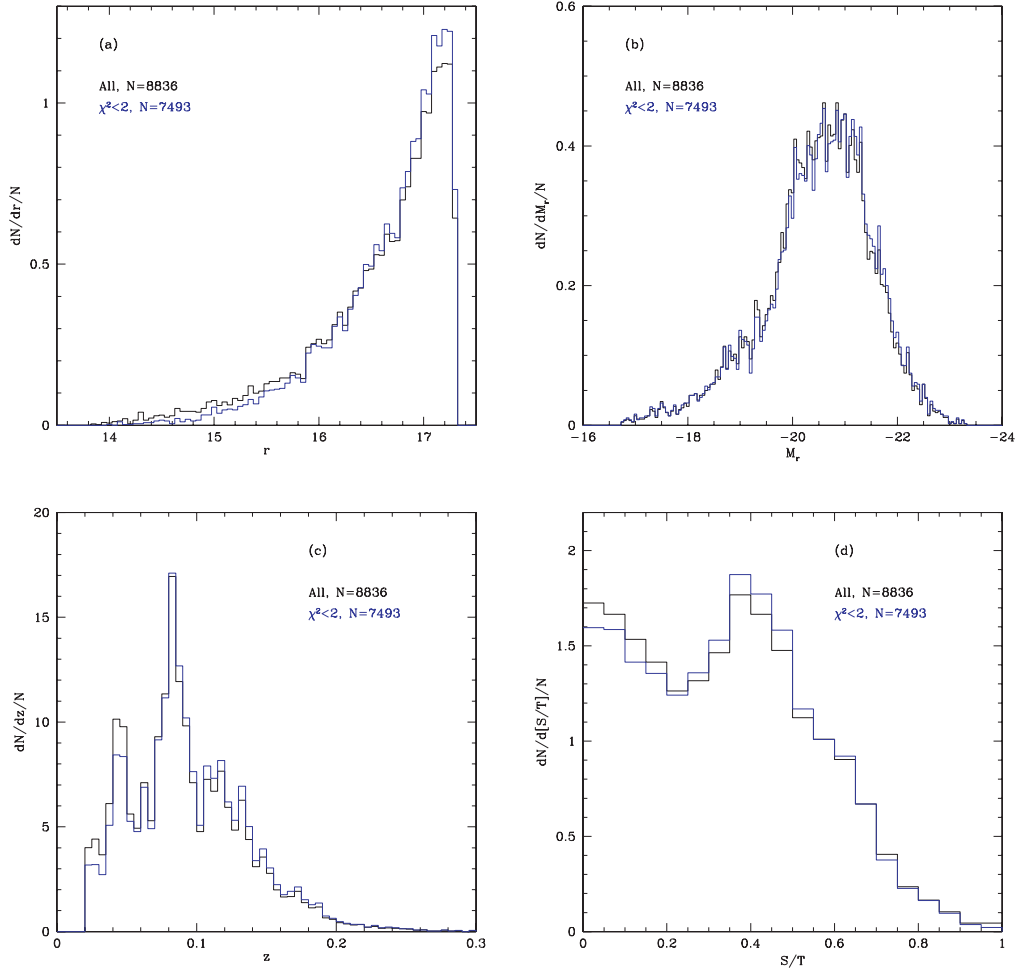 (a)
All, N=8836
χ²<2, N=7493
dN/dr/N
1
0.5
0
14
15
16
17
r
(b)
All, N=8836
χ²<2, N=7493
dN/dMᵣ/N
0.6
0.4
0.2
0
−16
−18
−20
−22
−24
Mᵣ
(c)
All, N=8836
χ²<2, N=7493
dN/dz/N
20
15
10
5
0
0
0.1
0.2
0.3
z
(d)
All, N=8836
χ²<2, N=7493
dN/d[S/T]/N
2
1.5
1
0.5
0
0
0.2
0.4
0.6
0.8
1
S/T